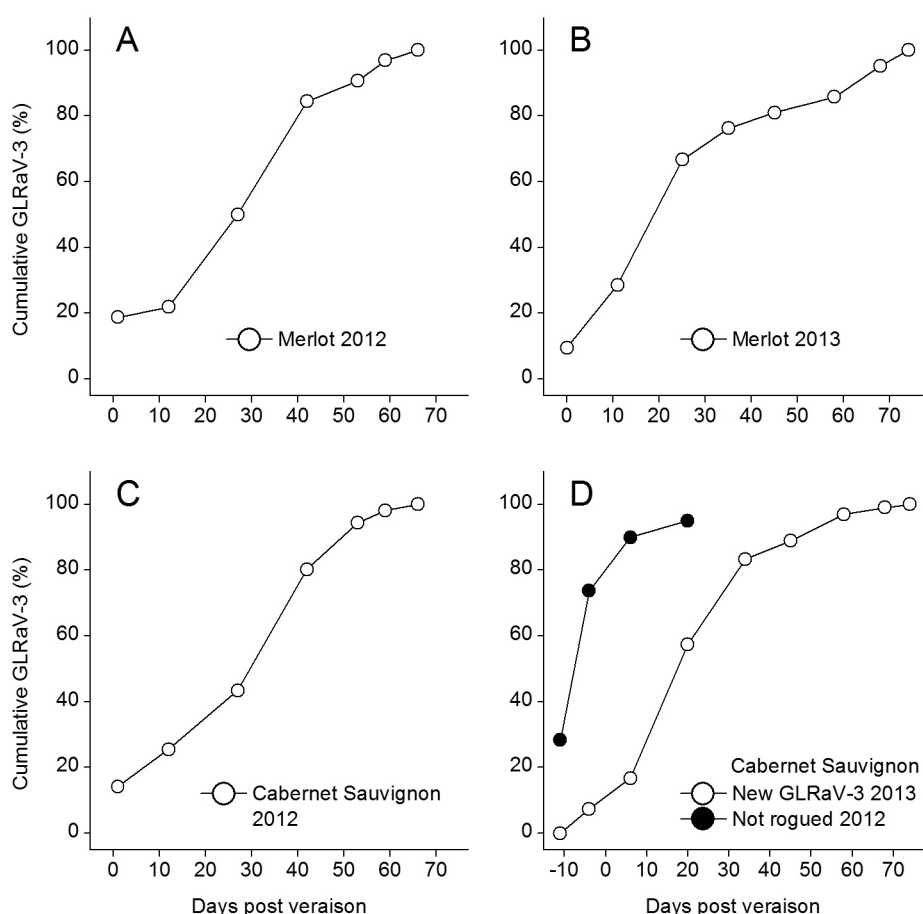 A
100
80
60
40
20
0
Cumulative GLRaV-3 (%)
Merlot 2012
0 10 20 30 40 50 60 70
B
100
80
60
40
20
0
Merlot 2013
0 10 20 30 40 50 60 70
C
100
80
60
40
20
0
Cumulative GLRaV-3 (%)
Cabernet Sauvignon
2012
0 10 20 30 40 50 60 70
Days post veraison
D
100
80
60
40
20
0
Cabernet Sauvignon
New GLRaV-3 2013
Not rogued 2012
-10 0 10 20 30 40 50 60 70
Days post veraison